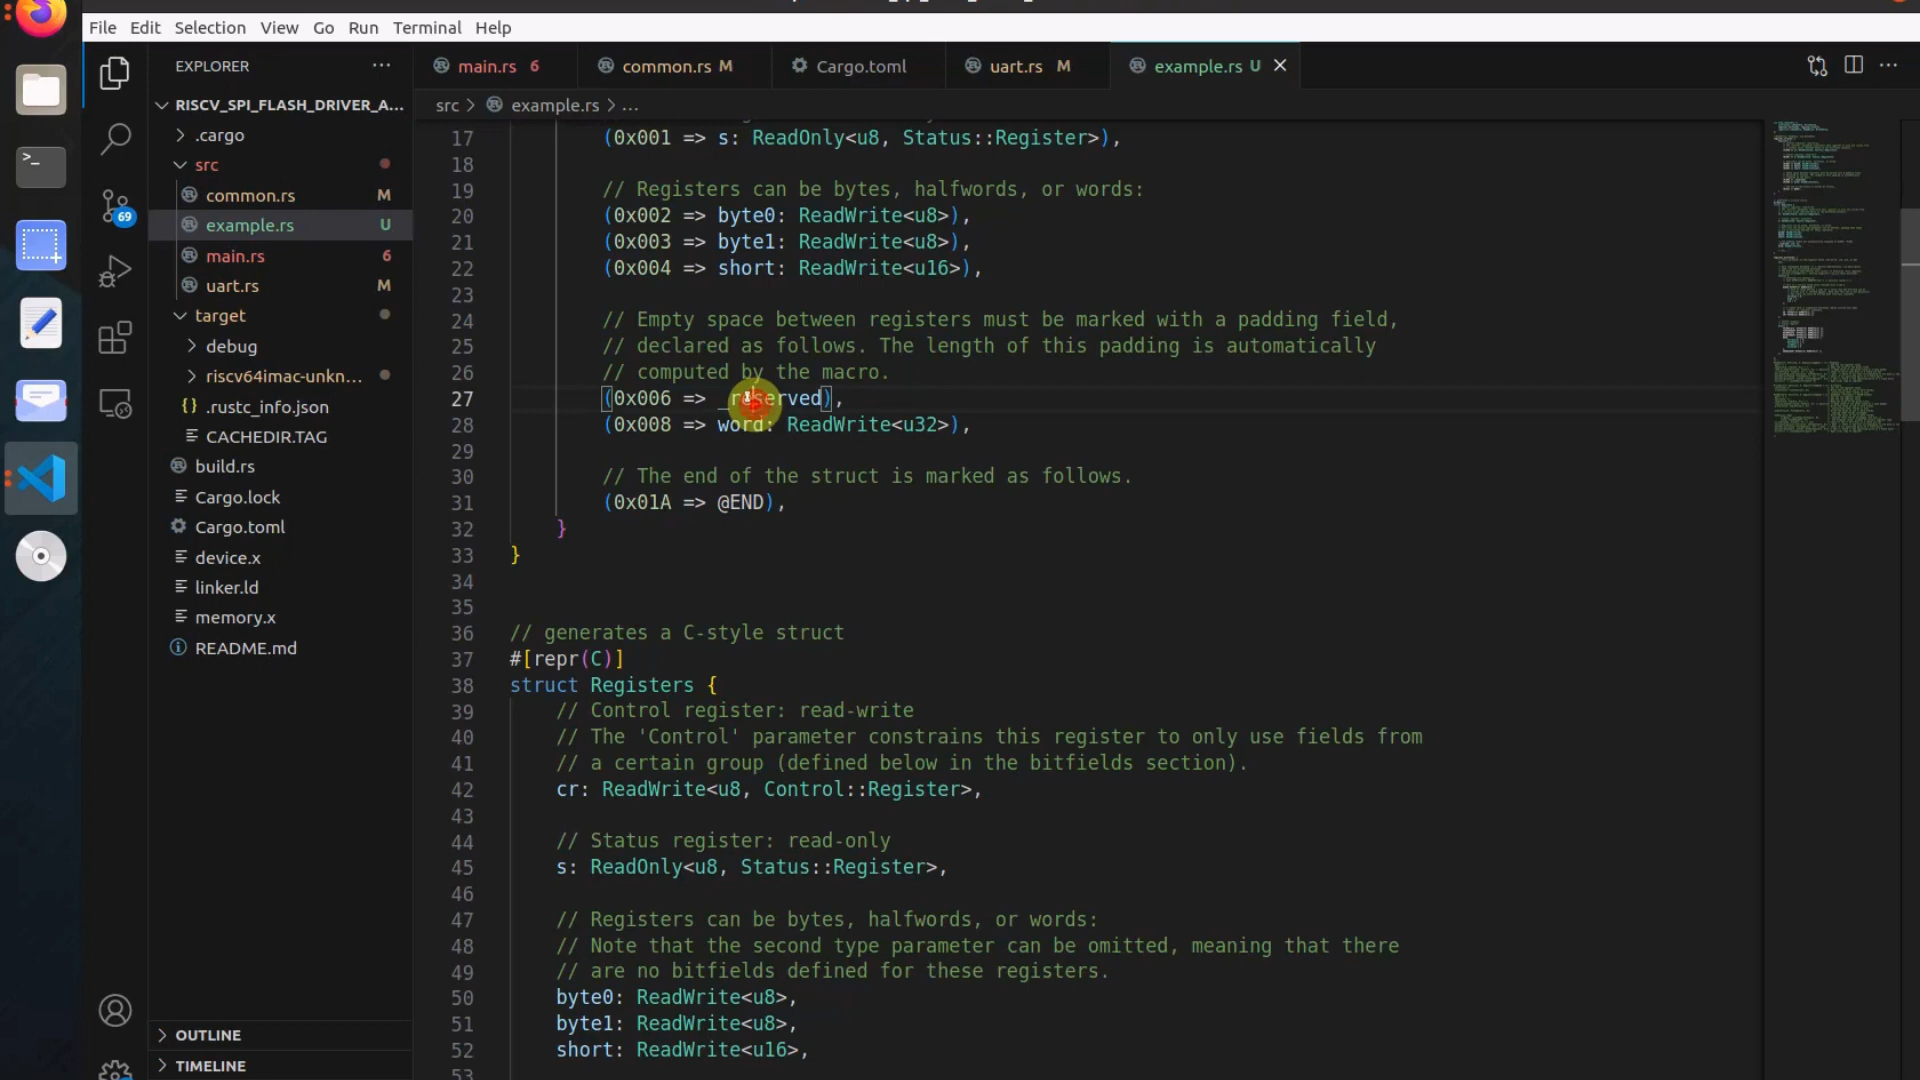 File Edit Selection View Go Run Terminal Help
EXPLORER ···
main.rs 6
common.rs M
Cargo.toml
uart.rs M
example.rs U
RISCV_SPI_FLASH_DRIVER_A...
src > example.rs > ...
.cargo
src
common.rs M
example.rs U
main.rs 6
uart.rs M
target
debug
riscv64imac-unkn...
.rustc_info.json
CACHEDIR.TAG
build.rs
Cargo.lock
Cargo.toml
device.x
linker.ld
memory.x
README.md
OUTLINE
TIMELINE
69
17 (0x001 => s: ReadOnly<u8, Status::Register>),
18
19 // Registers can be bytes, halfwords, or words:
20 (0x002 => byte0: ReadWrite<u8>),
21 (0x003 => byte1: ReadWrite<u8>),
22 (0x004 => short: ReadWrite<u16>),
23
24 // Empty space between registers must be marked with a padding field,
25 // declared as follows. The length of this padding is automatically
26 // computed by the macro.
27 (0x006 => _reserved),
28 (0x008 => word: ReadWrite<u32>),
29
30 // The end of the struct is marked as follows.
31 (0x01A => @END),
32 }
33 }
34
35
36 // generates a C-style struct
37 #[repr(C)]
38 struct Registers {
39 // Control register: read-write
40 // The 'Control' parameter constrains this register to only use fields from
41 // a certain group (defined below in the bitfields section).
42 cr: ReadWrite<u8, Control::Register>,
43
44 // Status register: read-only
45 s: ReadOnly<u8, Status::Register>,
46
47 // Registers can be bytes, halfwords, or words:
48 // Note that the second type parameter can be omitted, meaning that there
49 // are no bitfields defined for these registers.
50 byte0: ReadWrite<u8>,
51 byte1: ReadWrite<u8>,
52 short: ReadWrite<u16>,
53